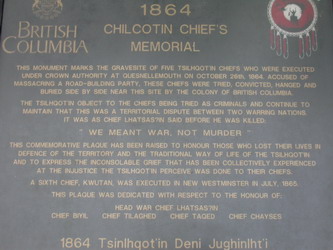 1864
BRITISH
COLUMBIA
CHILCOTIN CHIEF'S
MEMORIAL
THIS MONUMENT MARKS THE GRAVESITE OF FIVE TSILHQOT'IN CHIEFS WHO WERE EXECUTED
UNDER CROWN AUTHORITY AT QUESNELLEMOUTH ON OCTOBER 26th, 1864. ACCUSED OF
MASSACRING A ROAD-BUILDING PARTY, THESE CHIEFS WERE TRIED, CONVICTED, HANGED AND
BURIED SIDE BY SIDE NEAR THIS SITE BY THE COLONY OF BRITISH COLUMBIA.
THE TSILHQOT'IN OBJECT TO THE CHIEFS BEING TRIED AS CRIMINALS AND CONTINUE TO
MAINTAIN THAT THIS WAS A TERRITORIAL DISPUTE BETWEEN TWO WARRING NATIONS.
IT WAS AS CHIEF LHATSAS?IN SAID BEFORE HE WAS KILLED.
" WE MEANT WAR, NOT MURDER "
THIS COMMEMORATIVE PLAQUE HAS BEEN RAISED TO HONOUR THOSE WHO LOST THEIR LIVES IN
DEFENCE OF THE TERRITORY AND THE TRADITIONAL WAY OF LIFE OF THE TSILHQOT'IN
AND TO EXPRESS THE INCONSOLABLE GRIEF THAT HAS BEEN COLLECTIVELY EXPERIENCED
AT THE INJUSTICE THE TSILHQOT'IN PERCEIVE WAS DONE TO THEIR CHIEFS.
A SIXTH CHIEF, KWUTAN, WAS EXECUTED IN NEW WESTMINSTER IN JULY, 1865.
THIS PLAQUE WAS DEDICATED WITH RESPECT TO THE HONOUR OF:
HEAD WAR CHIEF LHATSAS?IN
CHIEF BIYIL CHIEF TILAGHED CHIEF TAQED CHIEF CHAYSES
1864 Tsinlhqot'in Deni Jughinlht'i